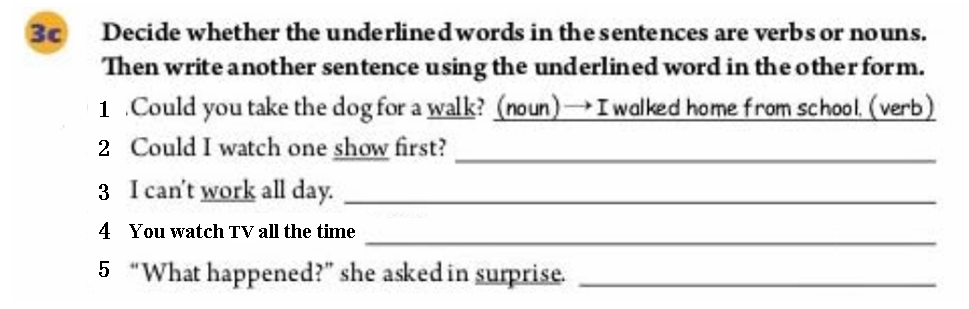 3c Decide whether the underlined words in the sentences are verbs or nouns.
Then write another sentence using the underlined word in the other form.
1 .Could you take the dog for a walk? (noun)→I walked home from school. (verb)
2 Could I watch one show first?
3 I can't work all day.
4 You watch TV all the time
5 "What happened?" she asked in surprise.